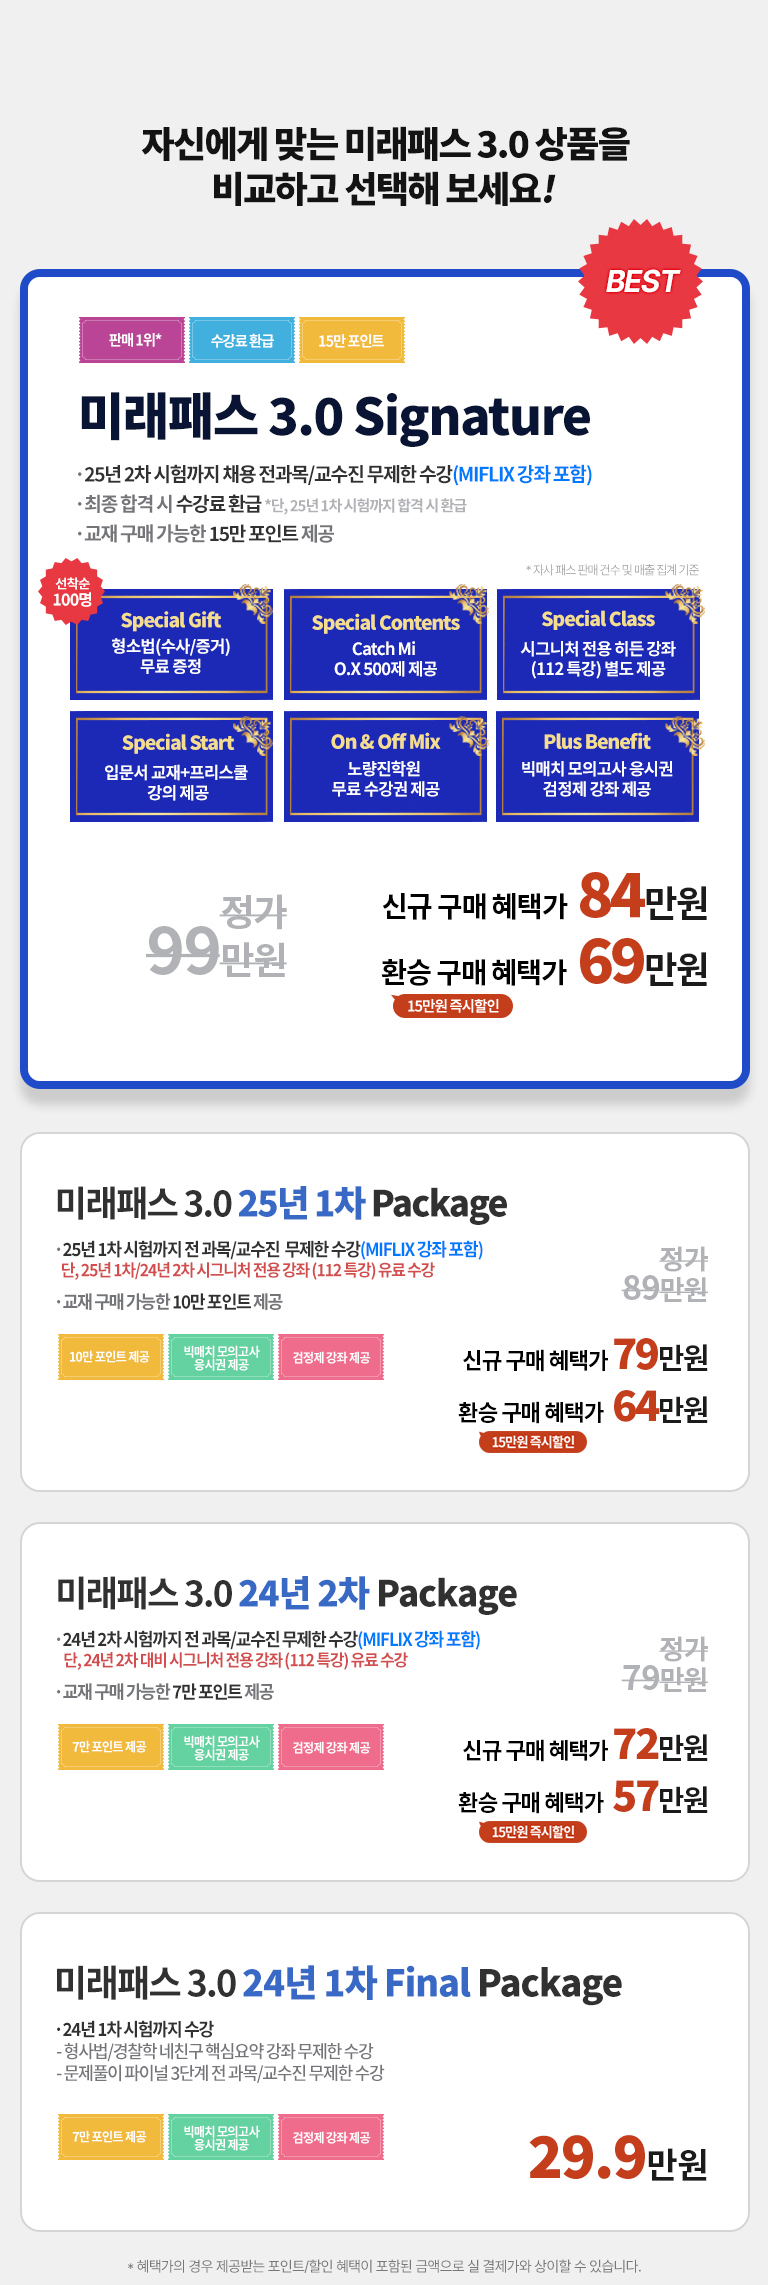 자신에게 맞는 미래패스 3.0 상품을
비교하고 선택해 보세요!
BEST
판매 1위*
수강료 환급
15만 포인트
미래패스 3.0 Signature
· 25년 2차 시험까지 채용 전과목/교수진 무제한 수강(MIFLIX 강좌 포함)
· 최종 합격 시 수강료 환급 *단, 25년 1차 시험까지 합격 시 환급
· 교재 구매 가능한 15만 포인트 제공
* 자사 패스 판매 건수 및 매출 집계 기준
선착순
100명
Special Gift
형소법(수사/증거)
무료 증정
Special Contents
Catch Mi
O.X 500제 제공
Special Class
시그니처 전용 히든 강좌
(112 특강) 별도 제공
Special Start
입문서 교재+프리스쿨
강의 제공
On & Off Mix
노량진학원
무료 수강권 제공
Plus Benefit
빅매치 모의고사 응시권
검정제 강좌 제공
정가
99만원
신규 구매 혜택가 84만원
환승 구매 혜택가 69만원
15만원 즉시할인
미래패스 3.0 25년 1차 Package
· 25년 1차 시험까지 전 과목/교수진 무제한 수강(MIFLIX 강좌 포함)
단, 25년 1차/24년 2차 시그니처 전용 강좌 (112 특강) 유료 수강
· 교재 구매 가능한 10만 포인트 제공
정가
89만원
10만 포인트 제공
빅매치 모의고사
응시권 제공
검정제 강좌 제공
신규 구매 혜택가 79만원
환승 구매 혜택가 64만원
15만원 즉시할인
미래패스 3.0 24년 2차 Package
· 24년 2차 시험까지 전 과목/교수진 무제한 수강(MIFLIX 강좌 포함)
단, 24년 2차 대비 시그니처 전용 강좌 (112 특강) 유료 수강
· 교재 구매 가능한 7만 포인트 제공
정가
79만원
7만 포인트 제공
빅매치 모의고사
응시권 제공
검정제 강좌 제공
신규 구매 혜택가 72만원
환승 구매 혜택가 57만원
15만원 즉시할인
미래패스 3.0 24년 1차 Final Package
· 24년 1차 시험까지 수강
- 형사법/경찰학 네친구 핵심요약 강좌 무제한 수강
- 문제풀이 파이널 3단계 전 과목/교수진 무제한 수강
7만 포인트 제공
빅매치 모의고사
응시권 제공
검정제 강좌 제공
29.9만원
* 혜택가의 경우 제공받는 포인트/할인 혜택이 포함된 금액으로 실 결제가와 상이할 수 있습니다.